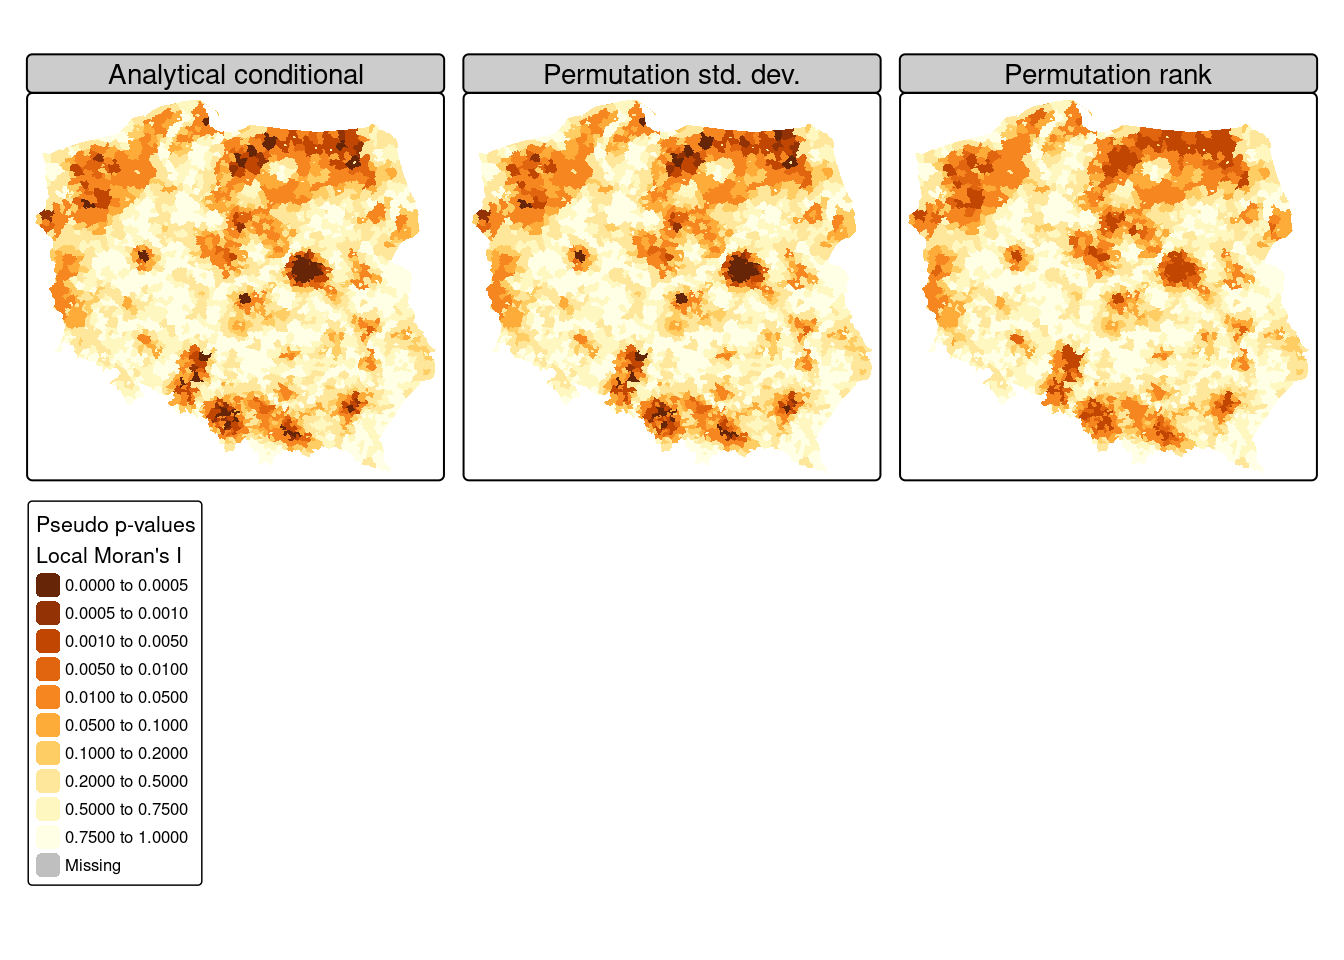 Analytical conditional
Permutation std. dev.
Permutation rank
Pseudo p-values
Local Moran's I
0.0000 to 0.0005
0.0005 to 0.0010
0.0010 to 0.0050
0.0050 to 0.0100
0.0100 to 0.0500
0.0500 to 0.1000
0.1000 to 0.2000
0.2000 to 0.5000
0.5000 to 0.7500
0.7500 to 1.0000
Missing